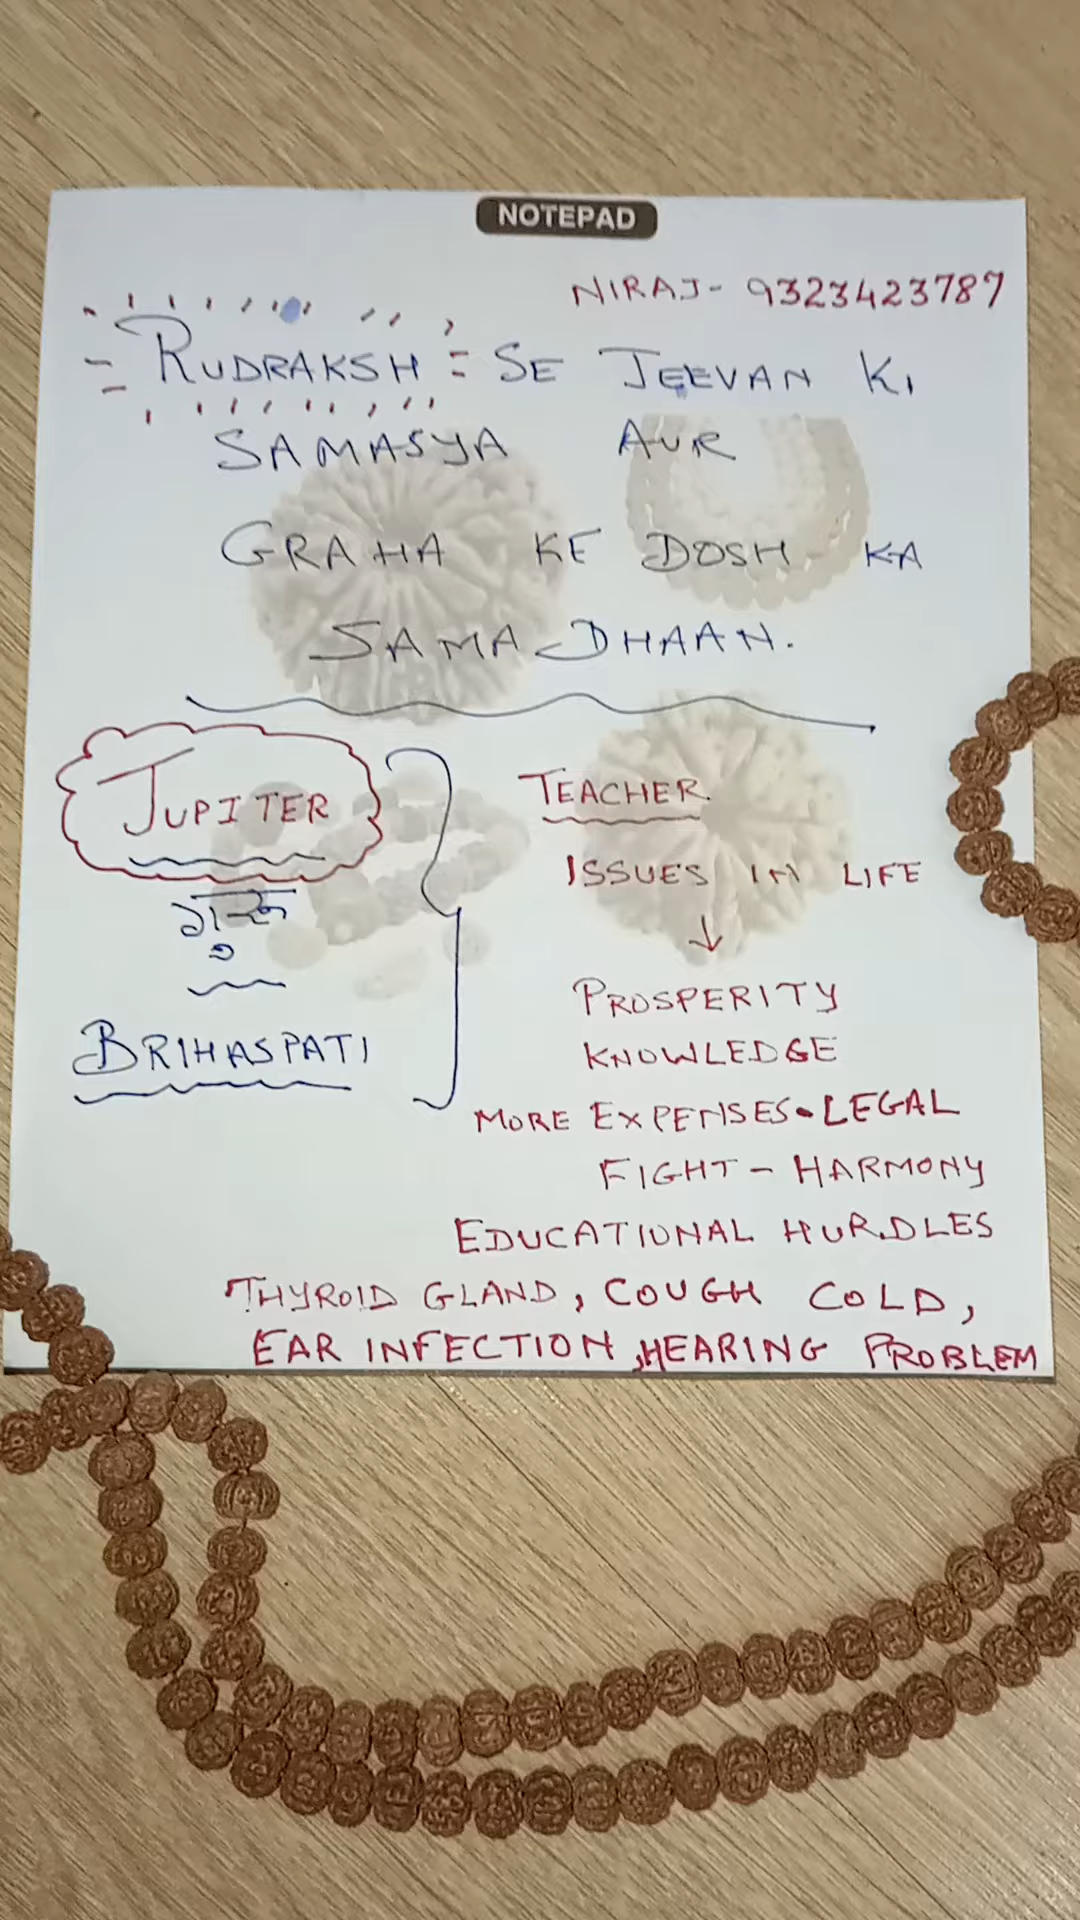 NOTEPAD
NIRAJ- 9323423787
RUDRAKSH = SE JEEVAN KI
SAMASYA AUR
GRAHA KE DOSH KA
SAMADHAAN.
JUPITER
गुरु
BRIHASPATI
TEACHER
ISSUES IN LIFE
↓
PROSPERITY
KNOWLEDGE
MORE EXPENSES. LEGAL
FIGHT - HARMONY
EDUCATIONAL HURDLES
THYROID GLAND, COUGH COLD,
EAR INFECTION, HEARING PROBLEM